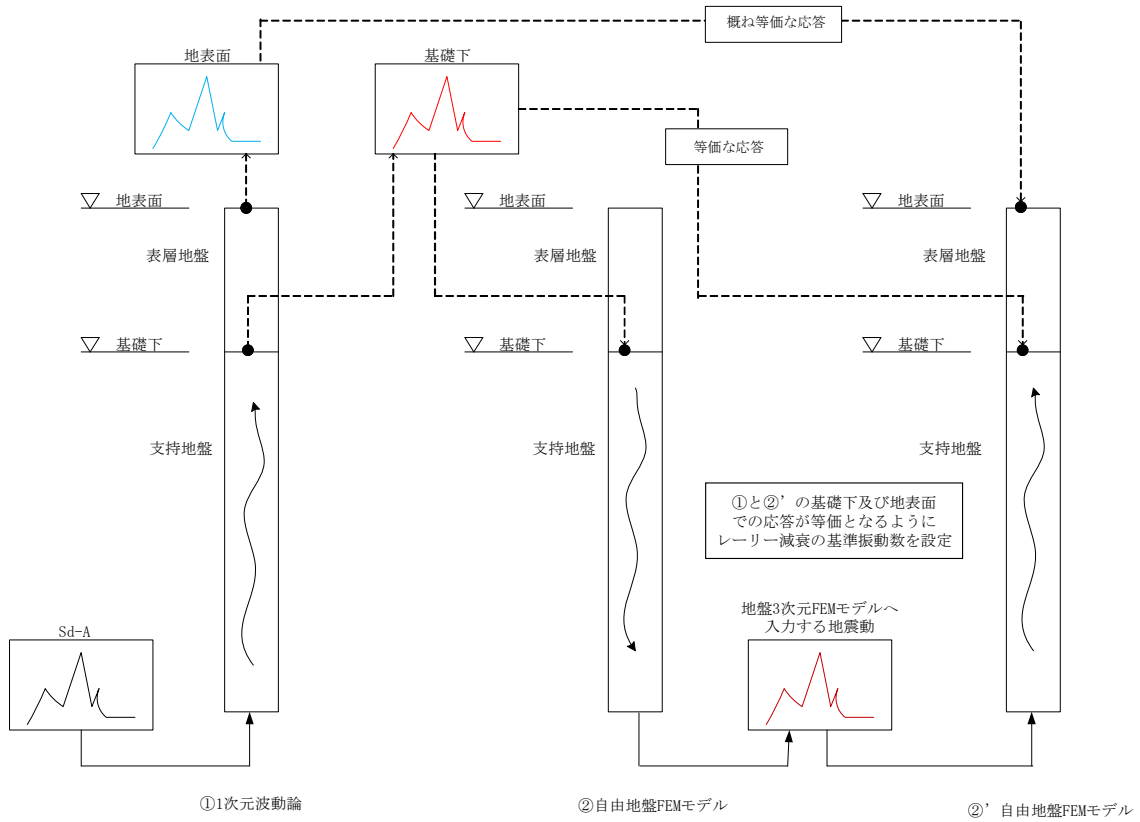 概ね等価な応答
地表面
基礎下
等価な応答
▽ 地表面
▽ 地表面
▽ 地表面
表層地盤
表層地盤
表層地盤
▽ 基礎下
▽ 基礎下
▽ 基礎下
支持地盤
支持地盤
支持地盤
①と②’の基礎下及び地表面
での応答が等価となるように
レーリー減衰の基準振動数を設定
地盤3次元FEMモデルへ
入力する地震動
Sd-A
①1次元波動論
②自由地盤FEMモデル
②’自由地盤FEMモデル